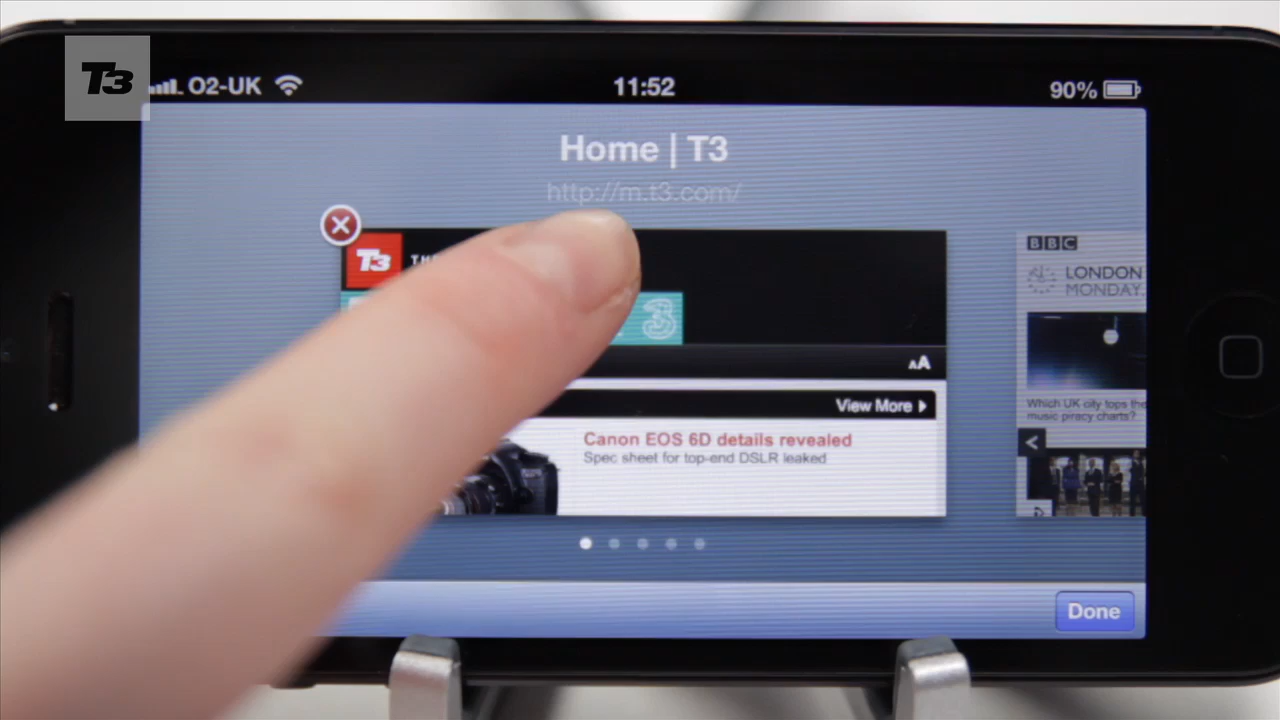 T3
O2-UK
11:52
90%
Home | T3
http://m.t3.com/
T3
3
AA
View More
Canon EOS 6D details revealed
Spec sheet for top-end DSLR leaked
BBC
LONDON
MONDAY
Which UK city tops the
music piracy charts?
Done